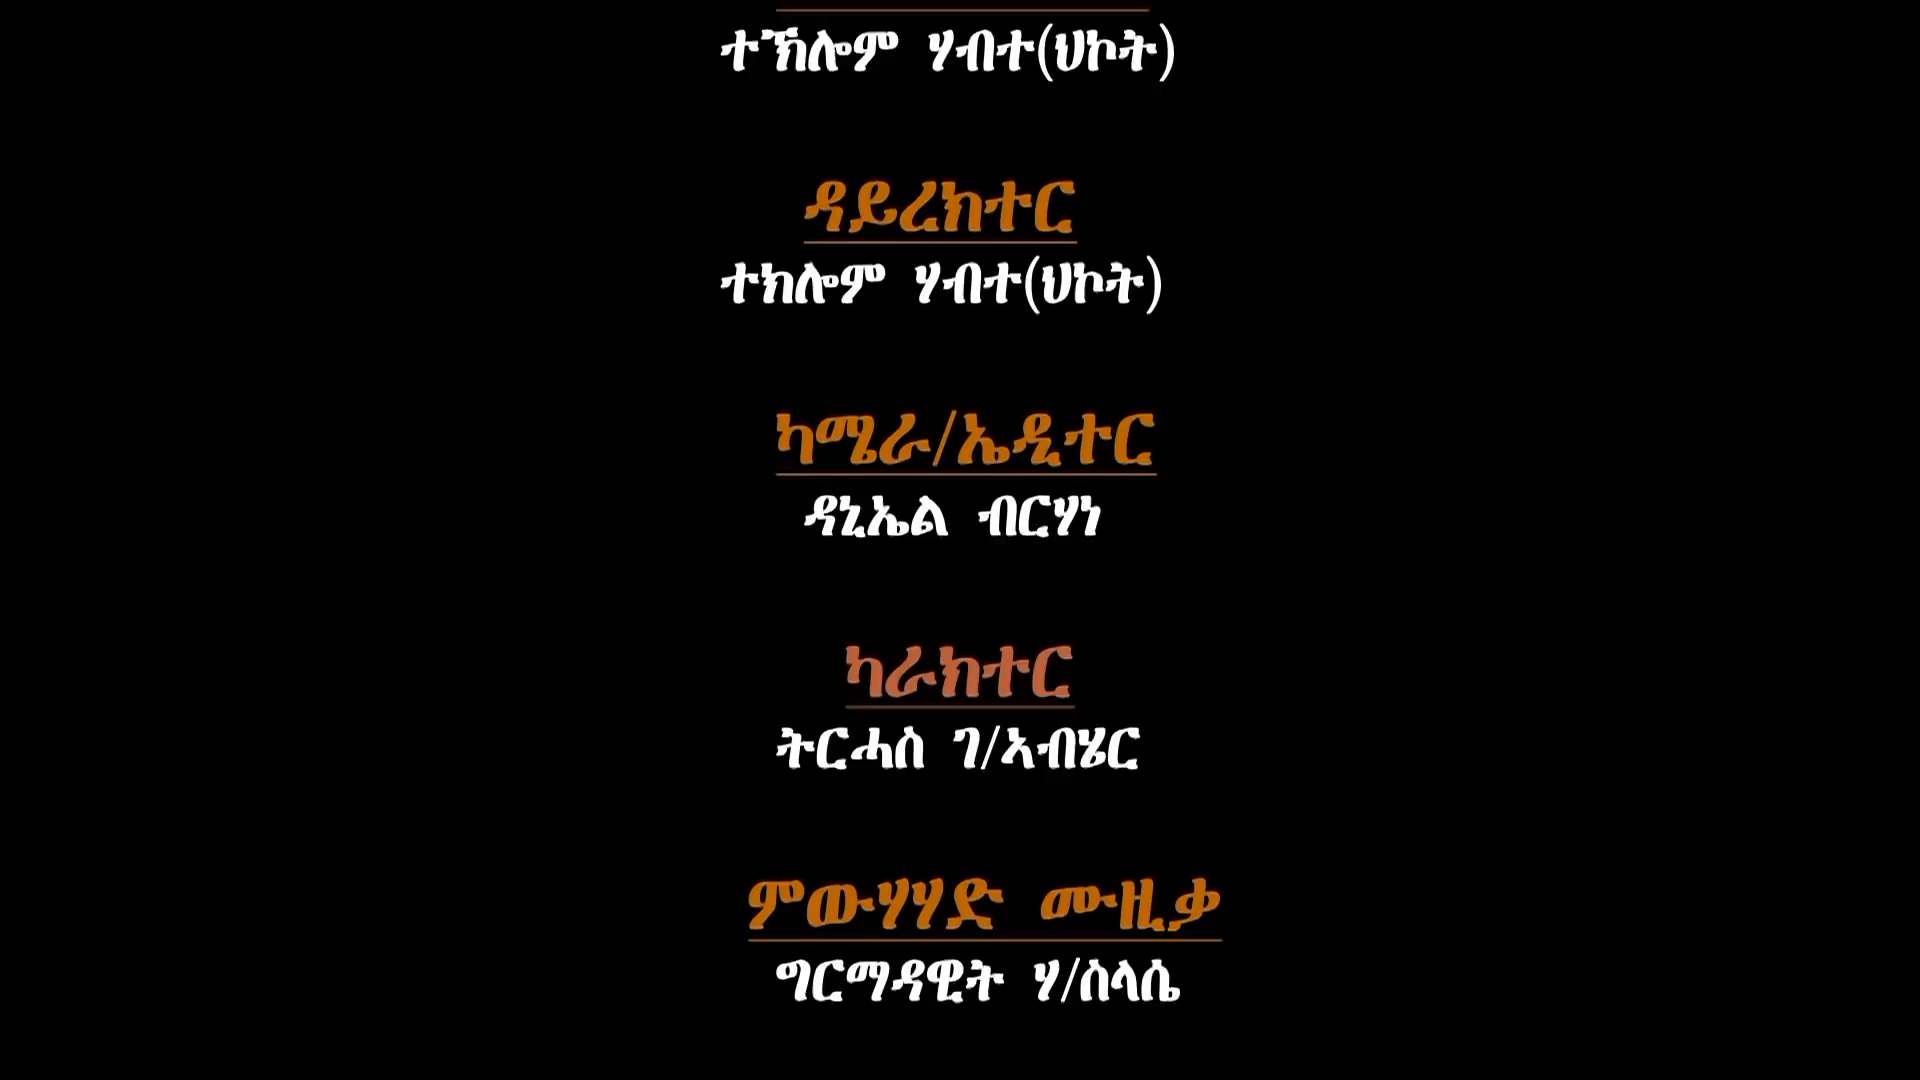 ተኽሎም ሃብተ(ህኮት)
ዳይረክተር
ተክሎም ሃብተ(ህኮት)
ካሜራ/ኤዲተር
ዳኒኤል ብርሃነ
ካራክተር
ትርሓስ ገ/ኣብሄር
ምውሃሃድ ሙዚቃ
ግርማዳዊት ሃ/ስላሴ